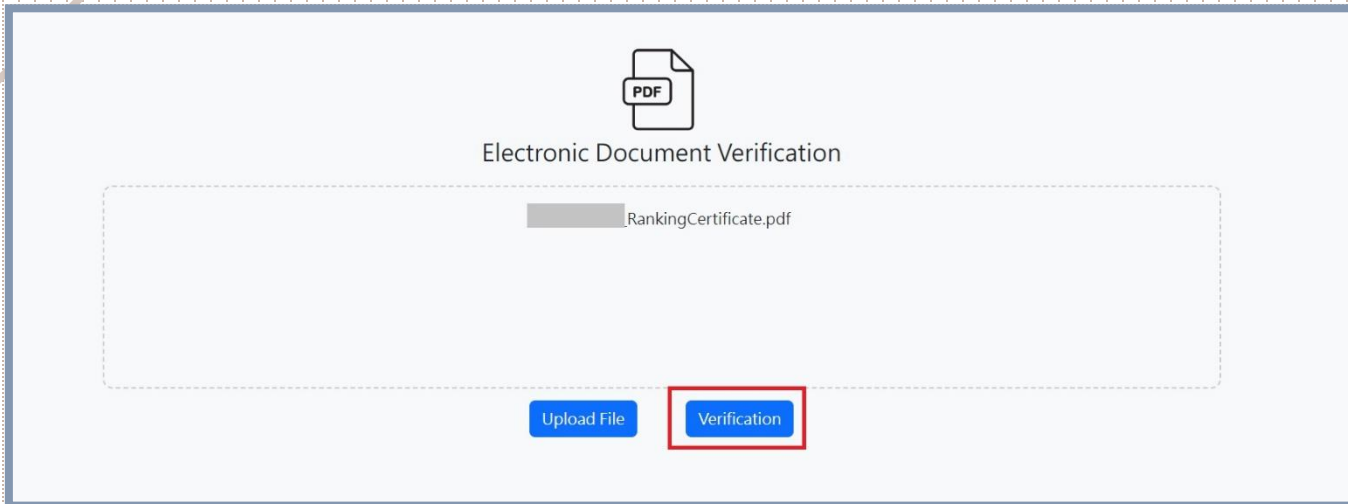 PDF
Electronic Document Verification
_RankingCertificate.pdf
Upload File
Verification